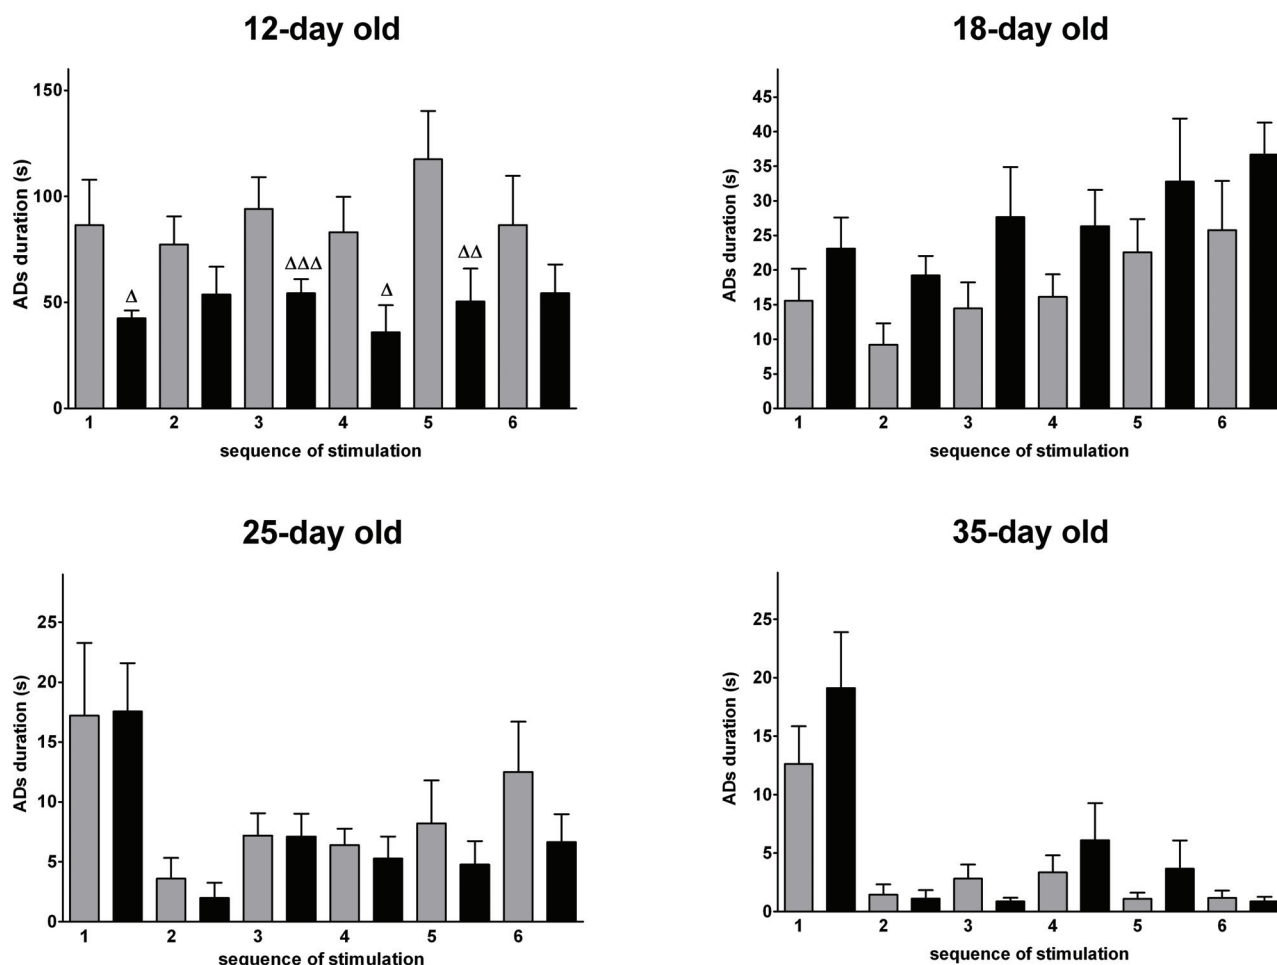 12-day old
150
100
50
0
ADs duration (s)
Δ
ΔΔΔ
Δ
ΔΔ
1 2 3 4 5 6
sequence of stimulation
18-day old
45
40
35
30
25
20
15
10
5
0
ADs duration (s)
1 2 3 4 5 6
sequence of stimulation
25-day old
25
20
15
10
5
0
ADs duration (s)
1 2 3 4 5 6
sequence of stimulation
35-day old
25
20
15
10
5
0
ADs duration (s)
1 2 3 4 5 6
sequence of stimulation